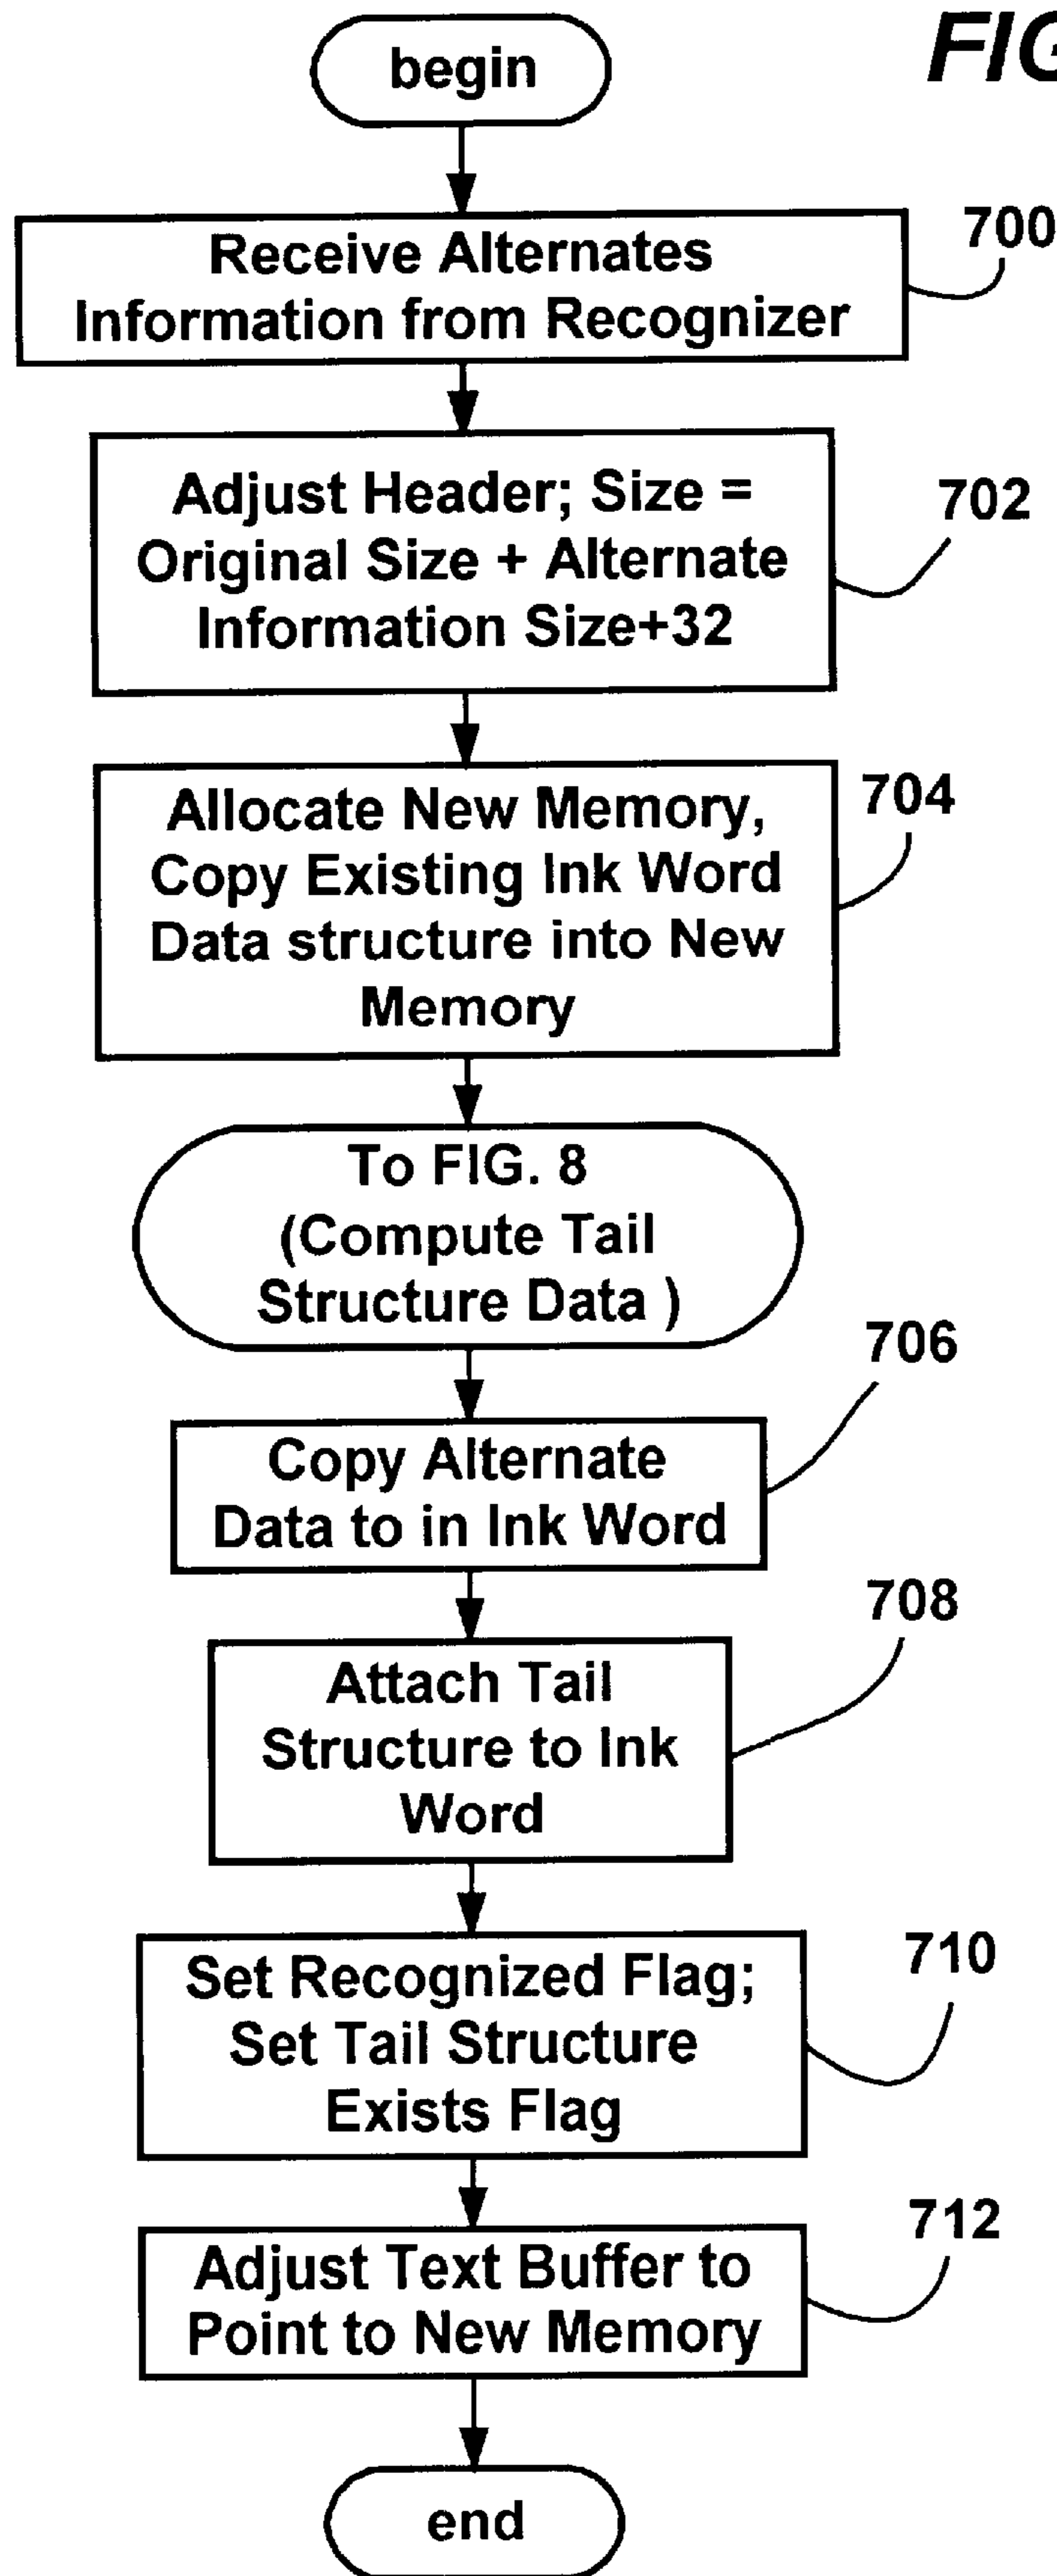 FIG
begin
700
Receive Alternates
Information from Recognizer
702
Adjust Header; Size =
Original Size + Alternate
Information Size+32
704
Allocate New Memory,
Copy Existing Ink Word
Data structure into New
Memory
To FIG. 8
(Compute Tail
Structure Data )
706
Copy Alternate
Data to in Ink Word
708
Attach Tail
Structure to Ink
Word
710
Set Recognized Flag;
Set Tail Structure
Exists Flag
712
Adjust Text Buffer to
Point to New Memory
end